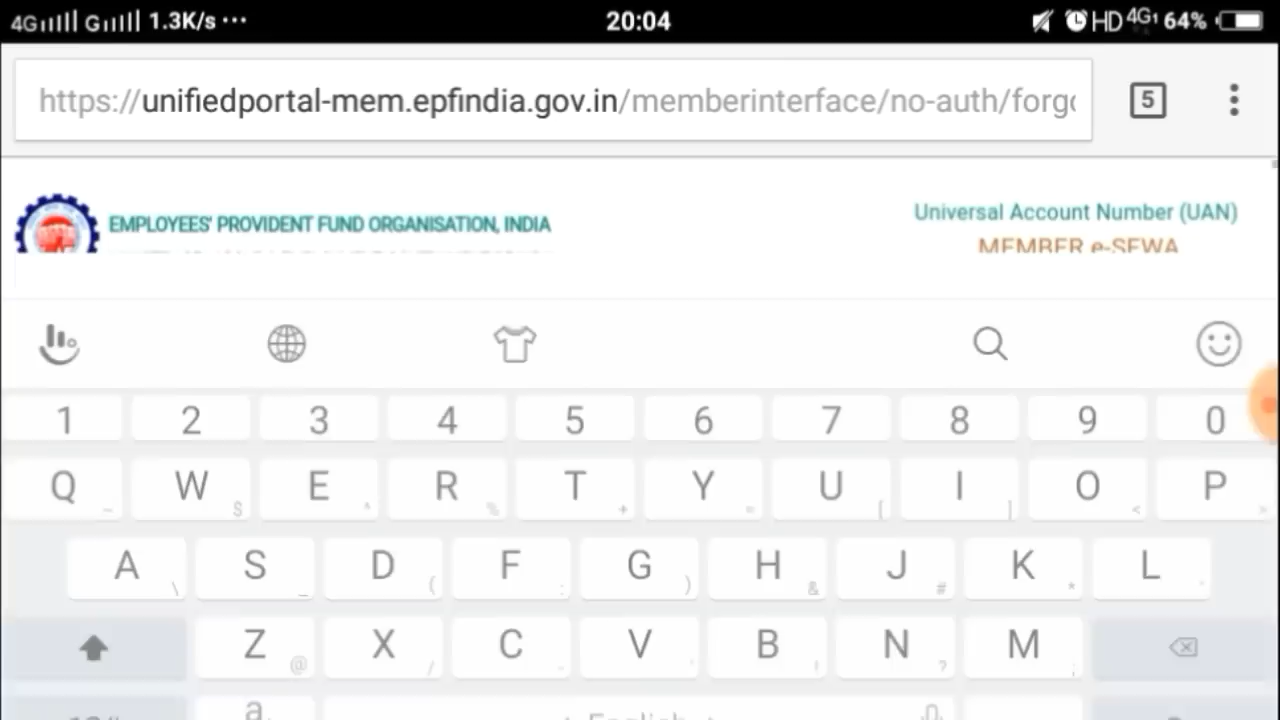 4G G 1.3K/s ··· 20:04 HD 4G 64%
https://unifiedportal-mem.epfindia.gov.in/memberinterface/no-auth/forgo 5
EMPLOYEES' PROVIDENT FUND ORGANISATION, INDIA
Universal Account Number (UAN)
MEMBER e-SEWA
1 2 3 4 5 6 7 8 9 0
Q W E R T Y U I O P
~ $ ^ % + = [ ] < >
A S D F G H J K L
\ _ ( : ) & # *
Z X C V B N M
@ / - ' ! ? ;
a
English